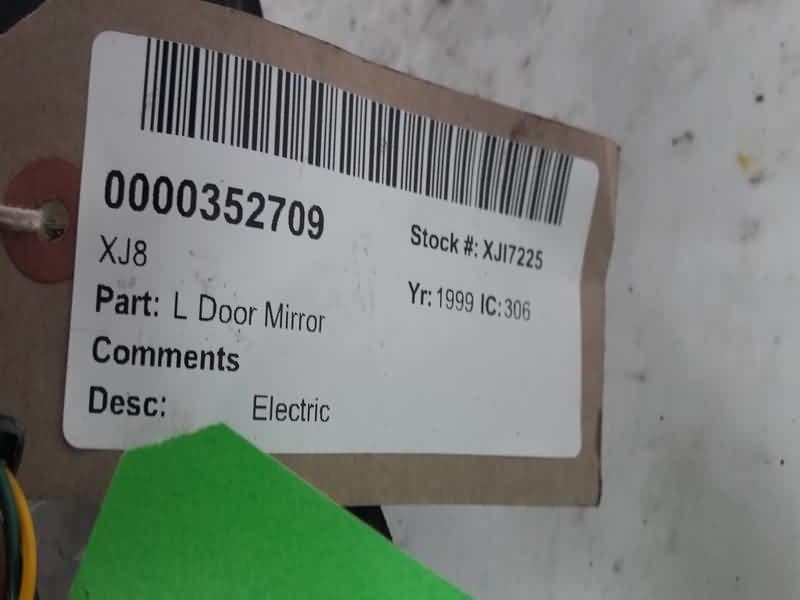 0000352709
XJ8
Stock #: XJI7225
Part: L Door Mirror
Yr: 1999 IC: 306
Comments
Desc: Electric